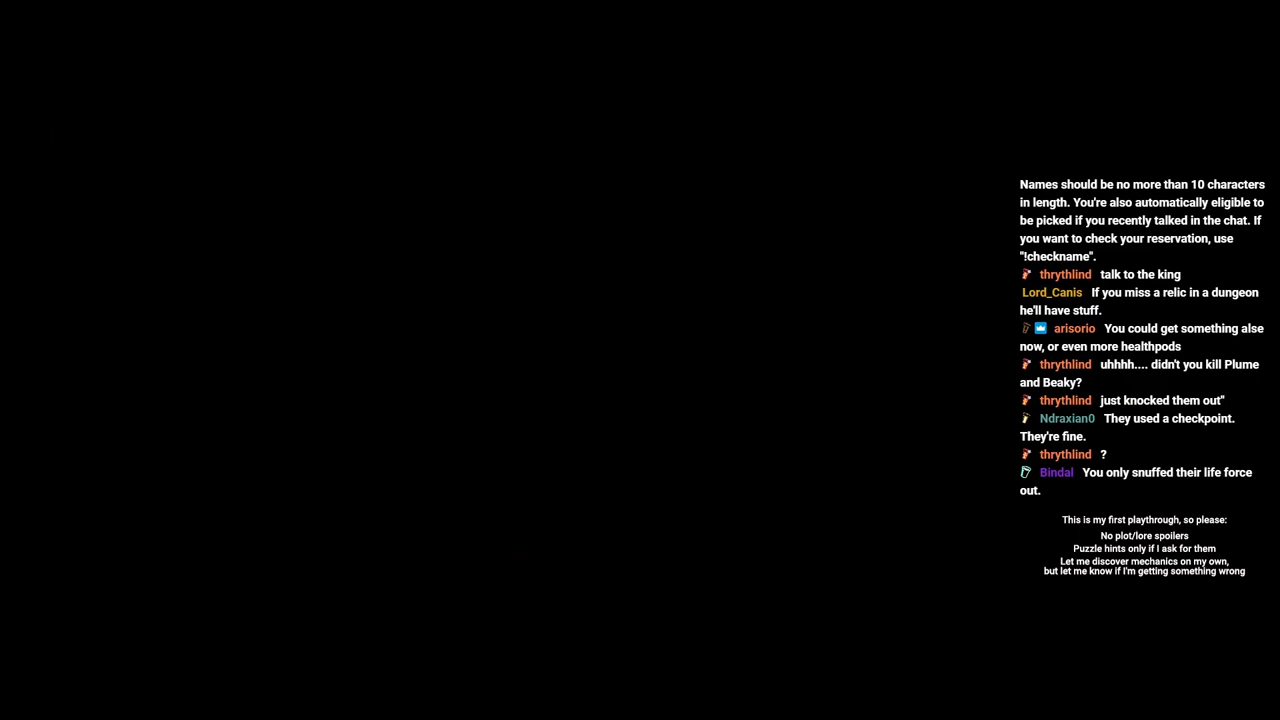 Names should be no more than 10 characters
in length. You're also automatically eligible to
be picked if you recently talked in the chat. If
you want to check your reservation, use
"!checkname".
thrythlind talk to the king
Lord_Canis If you miss a relic in a dungeon
he'll have stuff.
arisorio You could get something alse
now, or even more healthpods
thrythlind uhhhh.... didn't you kill Plume
and Beaky?
thrythlind just knocked them out"
Ndraxian0 They used a checkpoint.
They're fine.
thrythlind ?
Bindal You only snuffed their life force
out.
This is my first playthrough, so please:
No plot/lore spoilers
Puzzle hints only if I ask for them
Let me discover mechanics on my own,
but let me know if I'm getting something wrong